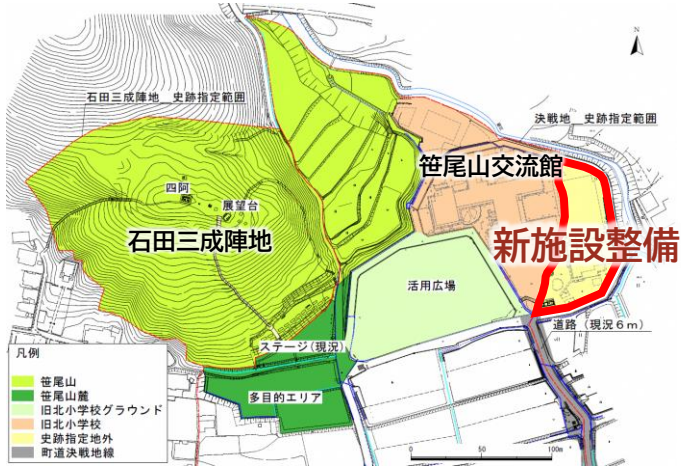 N
石田三成陣地__史跡指定範囲
決戦地__史跡指定範囲
笹尾山交流館
四阿
展望台
石田三成陣地
新施設整備
活用広場
道路(現況6m)
ステージ(現況)
多目的エリア
凡例
笹尾山
笹尾山麓
旧北小学校グラウンド
旧北小学校
史跡指定地外
町道決戦地線
0 50 100m